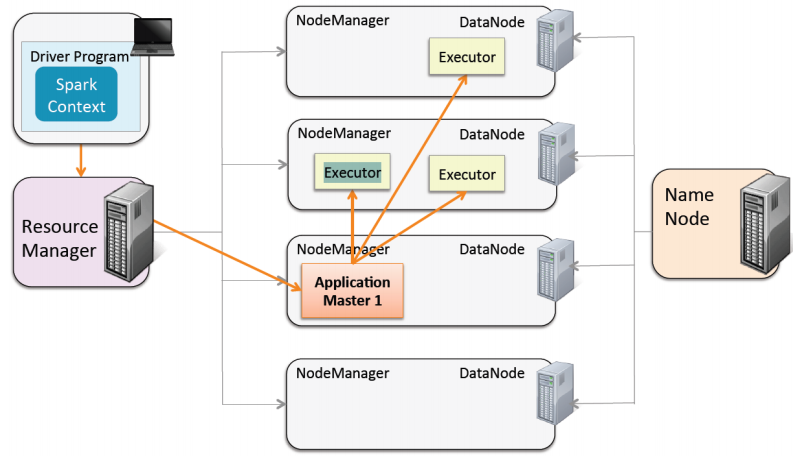 Driver Program
Spark
Context
Resource
Manager
NodeManager DataNode
Executor
NodeManager DataNode
Executor Executor
NodeManager DataNode
Application
Master 1
NodeManager DataNode
Name
Node